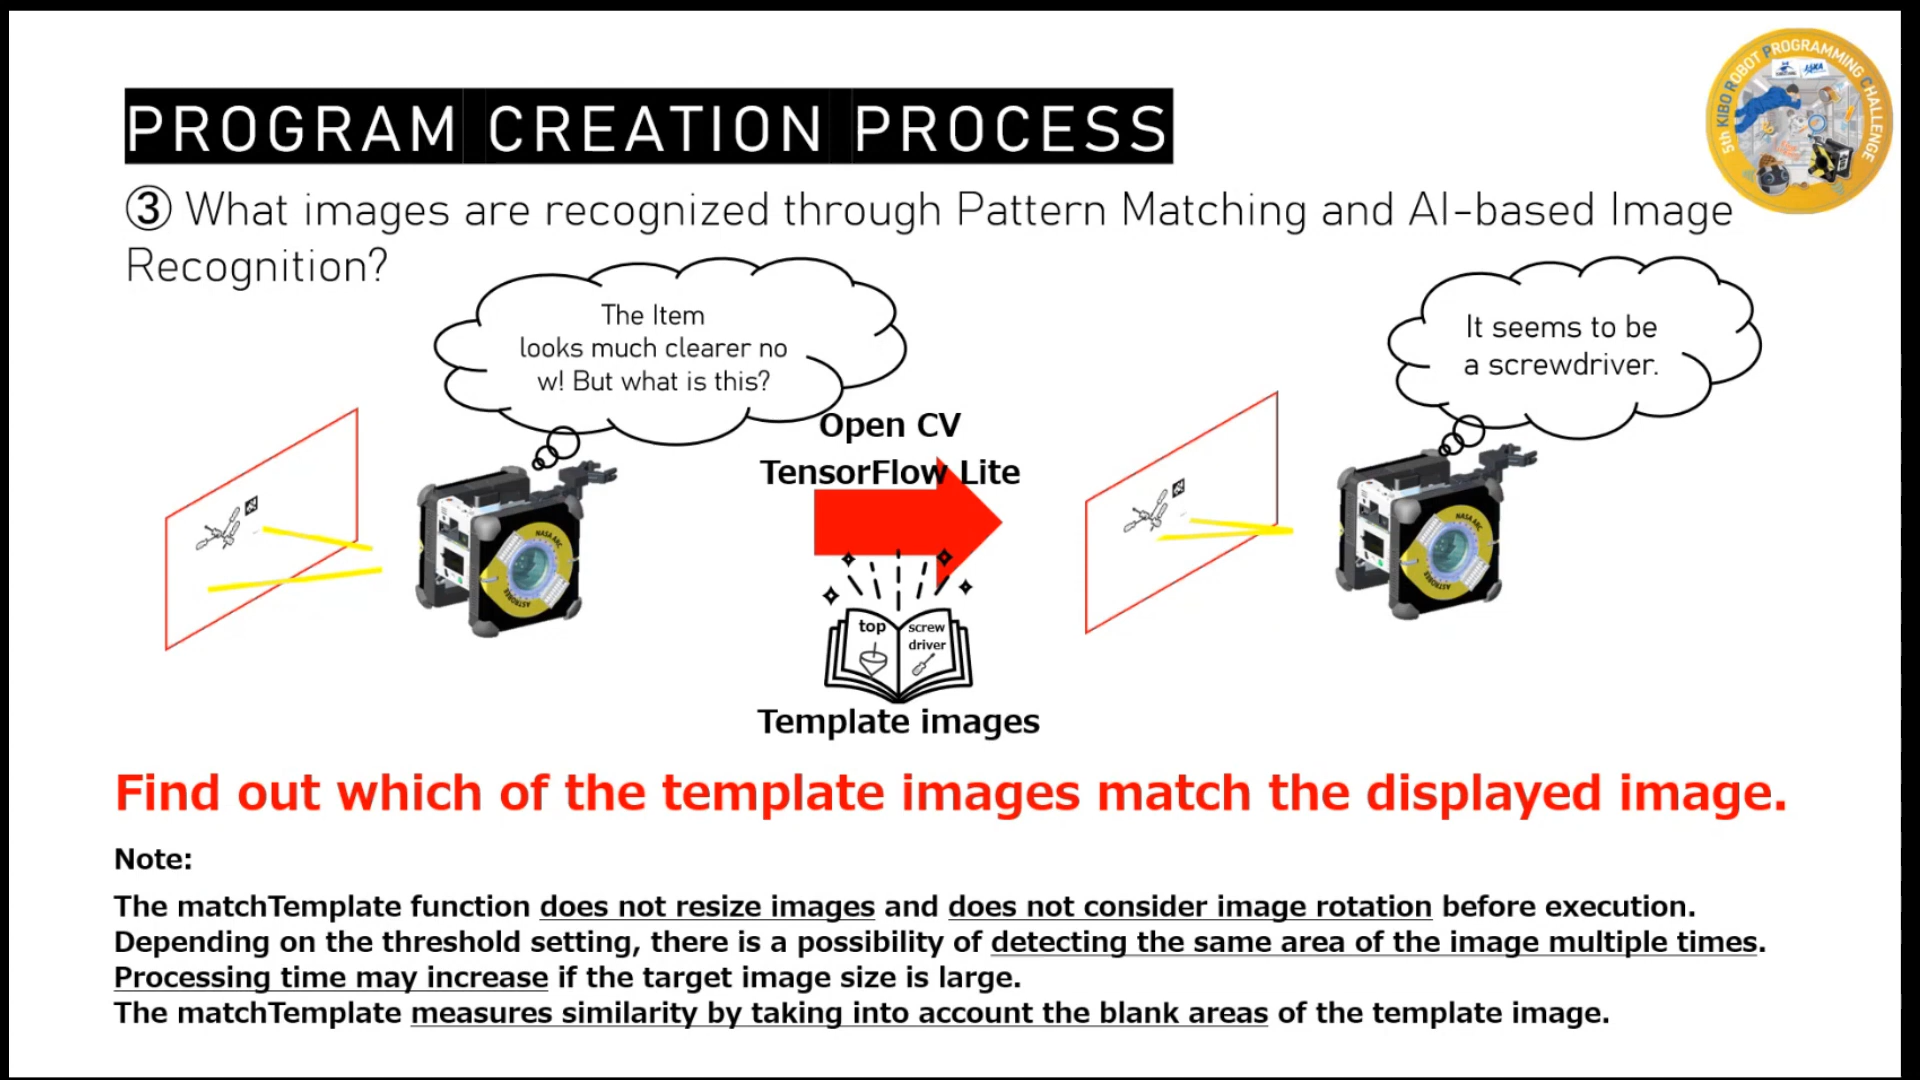 5th KIBO ROBOT PROGRAMMING CHALLENGE
PROGRAM CREATION PROCESS
③ What images are recognized through Pattern Matching and AI-based Image
Recognition?
The Item
looks much clearer no
w! But what is this?
It seems to be
a screwdriver.
Open CV
TensorFlow Lite
NASA ARC
ASTROBEE
NASA ARC
ASTROBEE
top
screw
driver
Template images
Find out which of the template images match the displayed image.
Note:
The matchTemplate function does not resize images and does not consider image rotation before execution.
Depending on the threshold setting, there is a possibility of detecting the same area of the image multiple times.
Processing time may increase if the target image size is large.
The matchTemplate measures similarity by taking into account the blank areas of the template image.